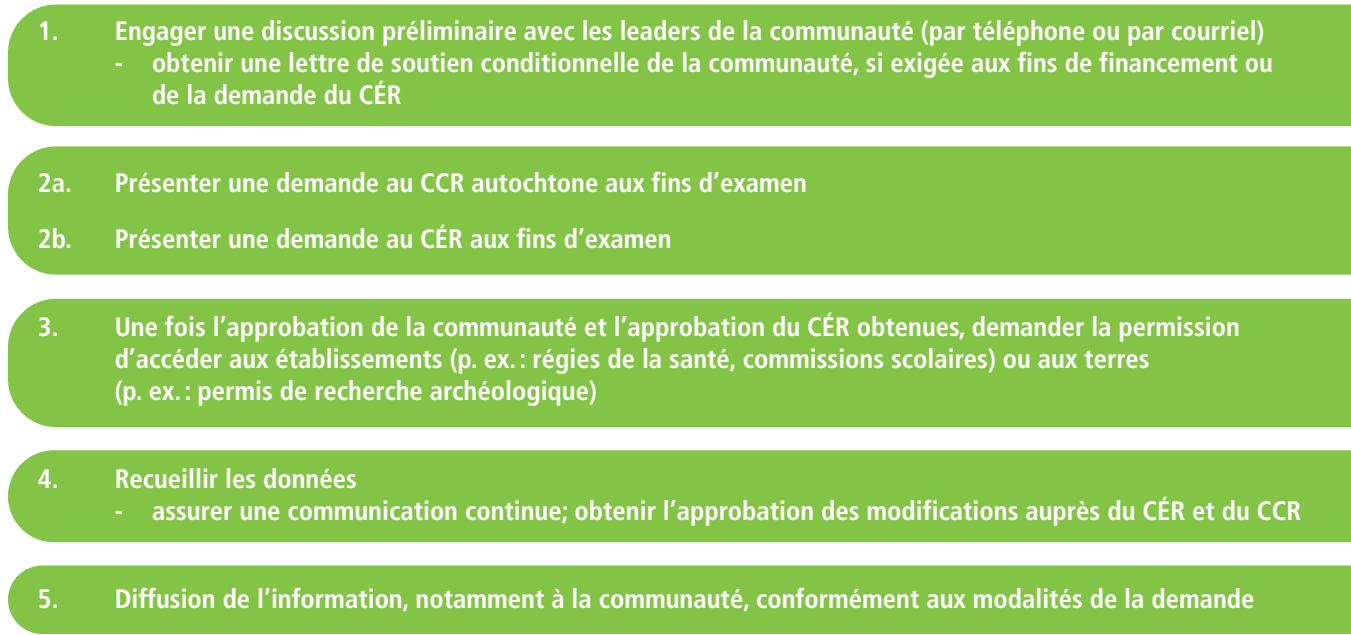 1. Engager une discussion préliminaire avec les leaders de la communauté (par téléphone ou par courriel)
- obtenir une lettre de soutien conditionnelle de la communauté, si exigée aux fins de financement ou
de la demande du CÉR
2a. Présenter une demande au CCR autochtone aux fins d’examen
2b. Présenter une demande au CÉR aux fins d’examen
3. Une fois l’approbation de la communauté et l’approbation du CÉR obtenues, demander la permission
d’accéder aux établissements (p. ex. : régies de la santé, commissions scolaires) ou aux terres
(p. ex. : permis de recherche archéologique)
4. Recueillir les données
- assurer une communication continue; obtenir l’approbation des modifications auprès du CÉR et du CCR
5. Diffusion de l’information, notamment à la communauté, conformément aux modalités de la demande